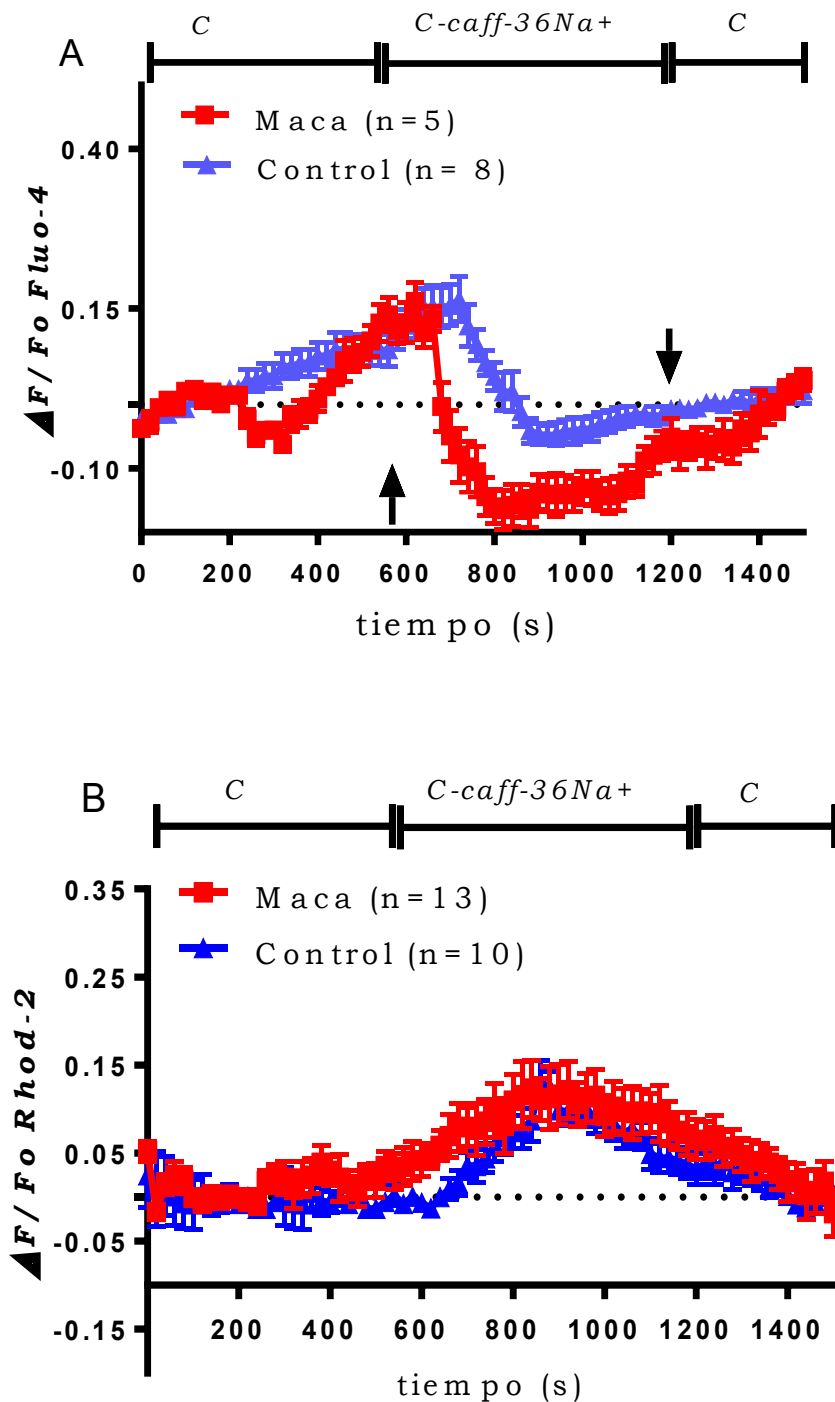 C C-caff-36Na+ C
A
Maca (n=5)
Control (n= 8)
0.40
0.15
-0.10
ΔF/Fo Fluo-4
0 200 400 600 800 1000 1200 1400
tiempo (s)
C C-caff-36Na+ C
B
Maca (n=13)
Control (n=10)
0.35
0.25
0.15
0.05
-0.05
-0.15
ΔF/Fo Rhod-2
200 400 600 800 1000 1200 1400
tiempo (s)